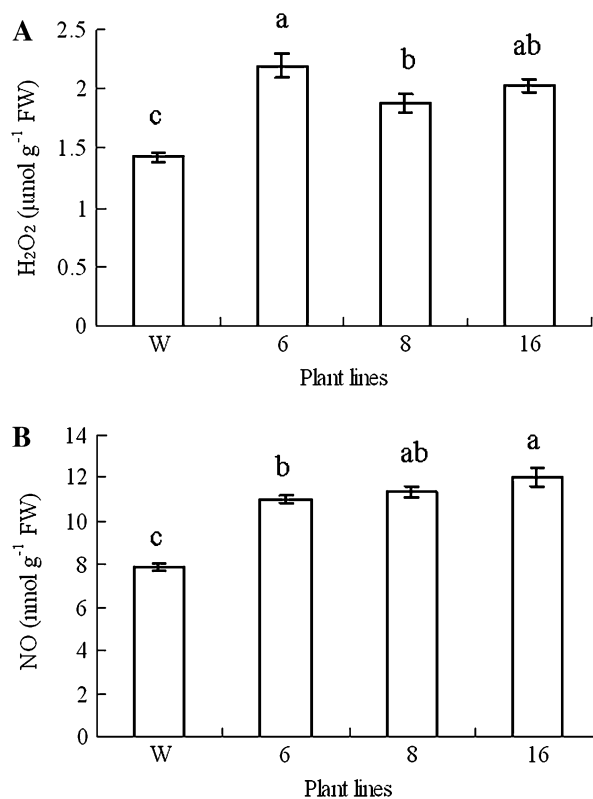 A
H₂O₂ (μmol g⁻¹ FW)
2.5
2
1.5
1
0.5
0
c
a
b
ab
W 6 8 16
Plant lines
B
NO (nmol g⁻¹ FW)
14
12
10
8
6
4
2
0
c
b
ab
a
W 6 8 16
Plant lines